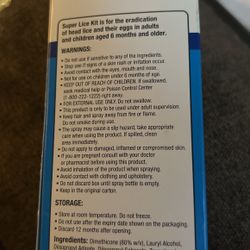 Super Lice Kit is for the eradication
of head lice and their eggs in adults
and children aged 6 months and older.
WARNINGS:
• Do not use if sensitive to any of the ingredients.
• Stop use if signs of a skin rash or irritation occur.
• Avoid contact with the eyes, mouth and nose.
• Not for use on children under 6 months of age.
• KEEP OUT OF REACH OF CHILDREN. If swallowed,
seek medical help or Poison Control Center
(1-800-222-1222) right away.
• FOR EXTERNAL USE ONLY. Do not swallow.
• This product is only to be used under adult supervision.
• Keep hair and spray away from fire or flame.
Do not smoke during use.
• The spray may cause a slip hazard, take appropriate
care when using the product. If spilled, clean
area immediately.
• Do not apply to damaged, inflamed or compromised skin.
• If you are pregnant consult with your doctor
or pharmacist before using this product.
• Avoid inhalation of the product when spraying.
• Avoid contact with clothing and upholstery.
• Do not discard box until spray bottle is empty.
• Keep in the original carton.
STORAGE:
• Store at room temperature. Do not freeze.
• Do not use after the expiry date shown on the packaging.
• Discard 12 months after opening.
Ingredients: Dimethicone (60% w/w), Lauryl Alcohol,